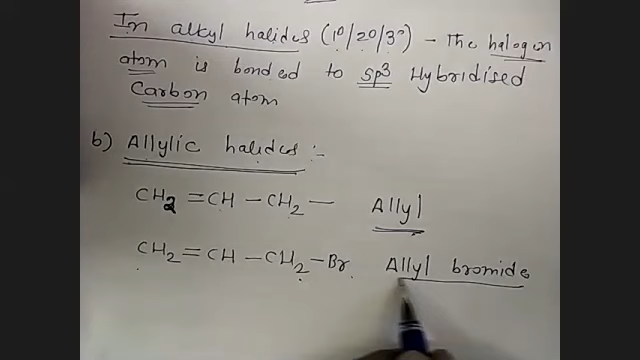 In alkyl halides (1°/2°/3°) - The halogen
atom is bonded to sp³ Hybridised
Carbon atom
b) Allylic halides :-
CH₂ = CH - CH₂ — Allyl
CH₂ = CH - CH₂ - Br Allyl bromide